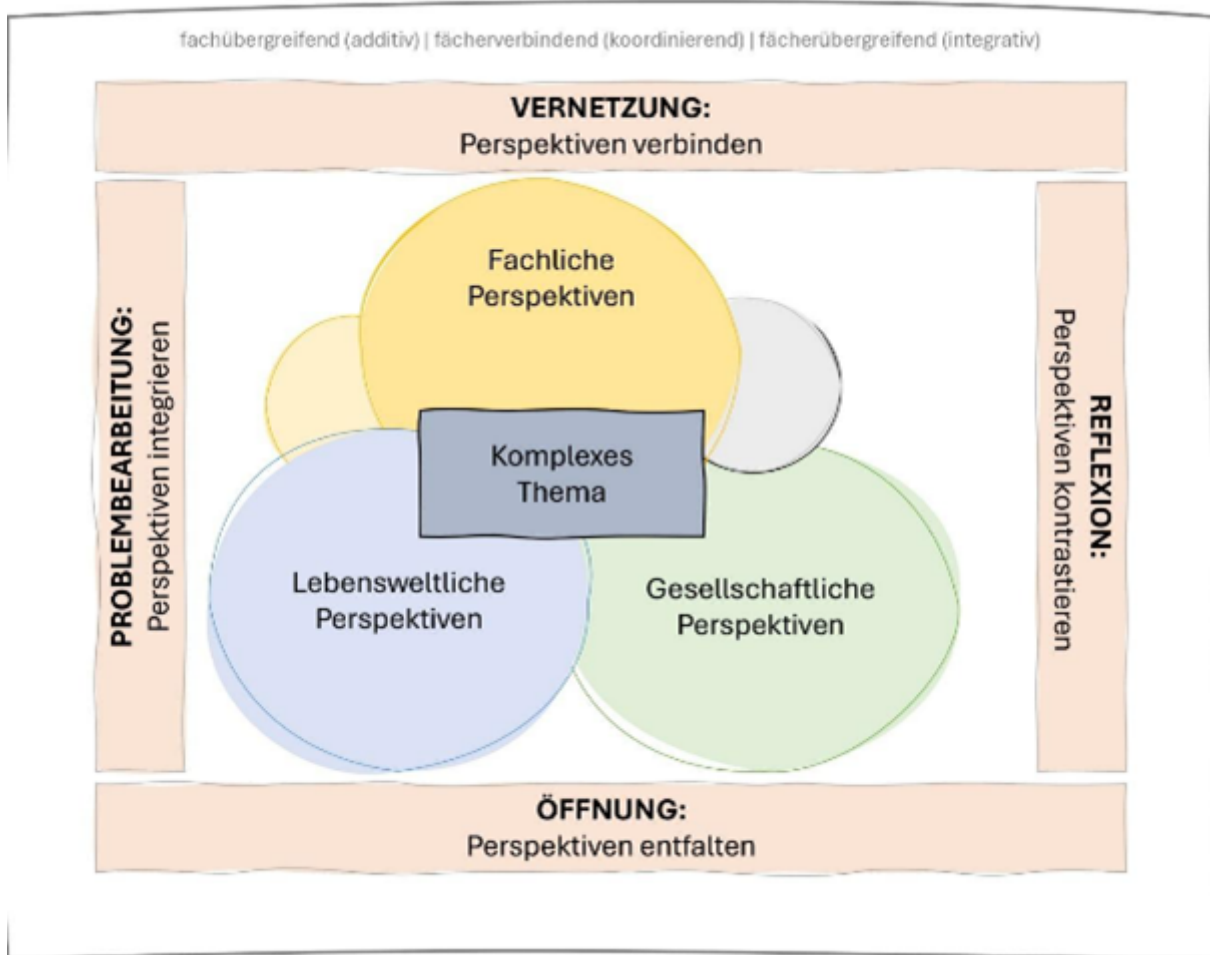 fachübergreifend (additiv) | fächerverbindend (koordinierend) | fächerübergreifend (integrativ)
VERNETZUNG:
Perspektiven verbinden
Fachliche
Perspektiven
PROBLEMBEARBEITUNG:
Perspektiven integrieren
Komplexes
Thema
REFLEXION:
Perspektiven kontrastieren
Lebensweltliche
Perspektiven
Gesellschaftliche
Perspektiven
ÖFFNUNG:
Perspektiven entfalten